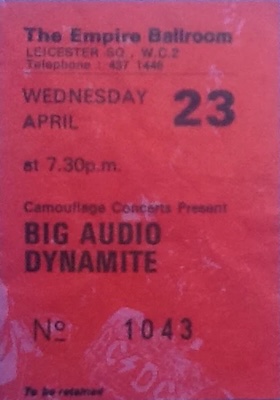 The Empire Ballroom
LEICESTER SQ., W.C.2
Telephone : 437 1446
WEDNESDAY
APRIL 23
at 7.30p.m.
Camouflage Concerts Present
BIG AUDIO
DYNAMITE
Nº 1043
To be retained